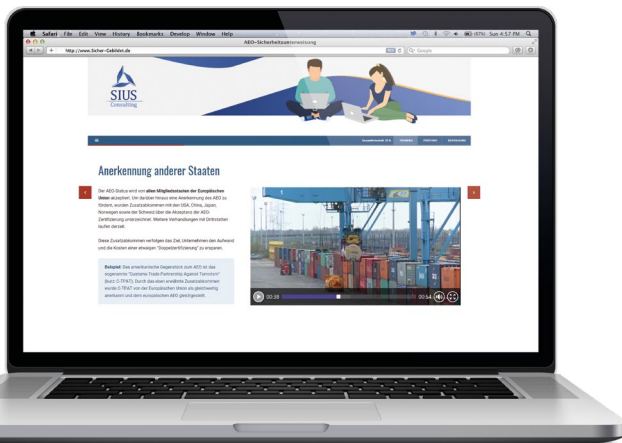 Safari File Edit View History Bookmarks Develop Window Help
(97%) Sun 4:57 PM
AEO-Sicherheitsunterweisung
http://www.Sicher-Gebildet.de
Google
SIUS
Consulting
Anerkennung anderer Staaten
Der AEO-Status wird von allen Mitgliedsstaaten der Europäischen
Union akzeptiert. Um darüber hinaus eine Anerkennung des AEO zu
fördern, wurden Zusatzabkommen mit den USA, China, Japan,
Norwegen sowie der Schweiz über die Akzeptanz der AEO-
Zertifizierung unterzeichnet. Weitere Verhandlungen mit Drittstaaten
laufen derzeit.
Diese Zusatzabkommen verfolgen das Ziel, Unternehmen den Aufwand
und die Kosten einer etwaigen "Doppelzertifizierung" zu ersparen.
Beispiel: Das amerikanische Gegenstück zum AEO ist das
sogenannte "Customs-Trade Partnership Against Terrorism"
(kurz: C-TPAT). Durch das eben erwähnte Zusatzabkommen,
wurde C-TPAT von der Europäischen Union als gleichwertig
anerkannt und dem europäischen AEO gleichgestellt.
00:38
00:54